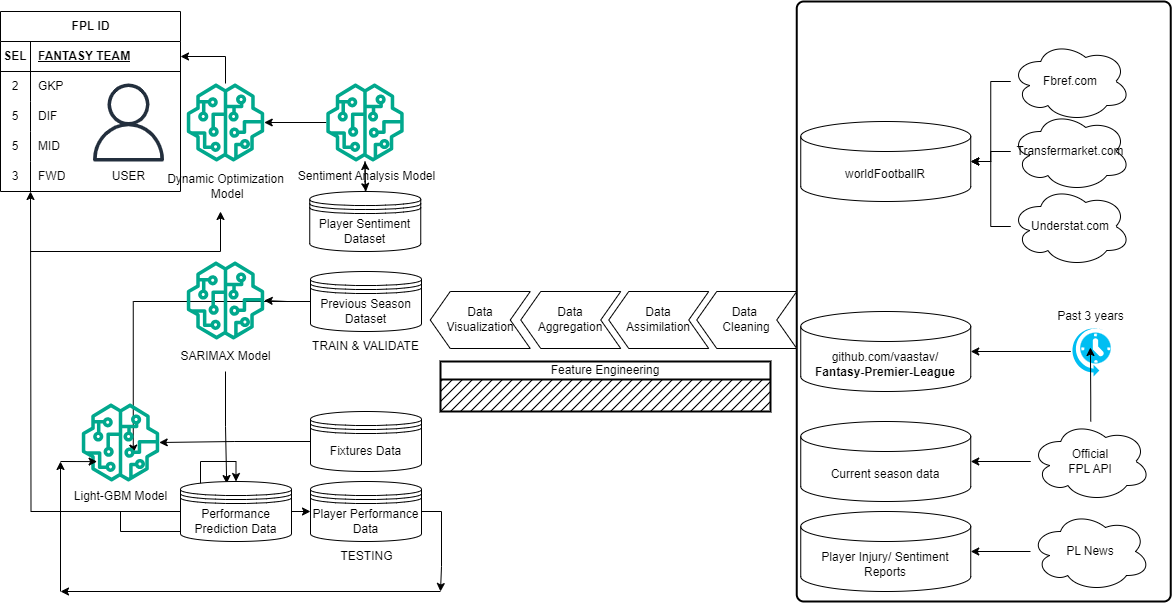 FPL ID
SEL FANTASY TEAM
2 GKP
5 DIF
5 MID
3 FWD
USER
Dynamic Optimization
Model
Sentiment Analysis Model
Player Sentiment
Dataset
Previous Season
Dataset
TRAIN & VALIDATE
SARIMAX Model
Fixtures Data
Light-GBM Model
Performance
Prediction Data
Player Performance
Data
TESTING
Data
Visualization
Data
Aggregation
Data
Assimilation
Data
Cleaning
Feature Engineering
worldFootballR
Fbref.com
Transfermarket.com
Understat.com
Past 3 years
github.com/vaastav/
Fantasy-Premier-League
Current season data
Official
FPL API
Player Injury/ Sentiment
Reports
PL News